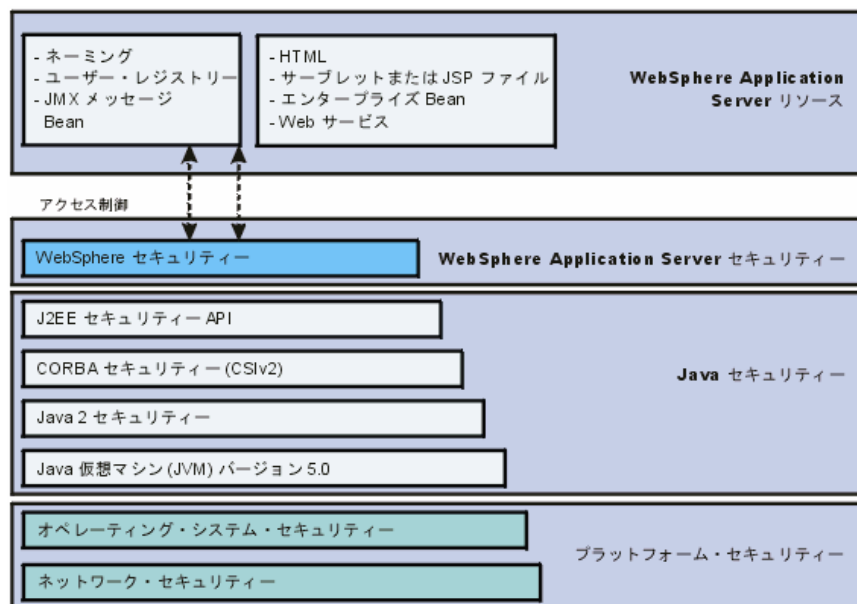 - ネーミング
- ユーザー・レジストリー
- JMX メッセージ
Bean
- HTML
- サーブレットまたは JSP ファイル
- エンタープライズ Bean
- Web サービス
WebSphere Application
Server リソース
アクセス制御
WebSphere セキュリティー
WebSphere Application Server セキュリティー
J2EE セキュリティー API
CORBA セキュリティー (CSIv2)
Java 2 セキュリティー
Java 仮想マシン (JVM) バージョン 5.0
Java セキュリティー
オペレーティング・システム・セキュリティー
ネットワーク・セキュリティー
プラットフォーム・セキュリティー